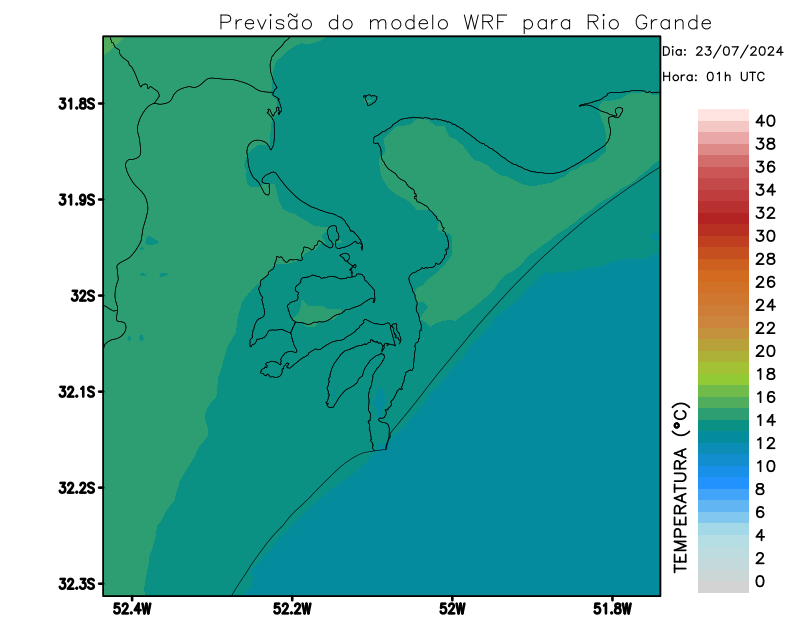 Previsão do modelo WRF para Rio Grande
Dia: 23/07/2024
Hora: 01h UTC
31.8S
31.9S
32S
32.1S
32.2S
32.3S
52.4W
52.2W
52W
51.8W
TEMPERATURA (°C)
40
38
36
34
32
30
28
26
24
22
20
18
16
14
12
10
8
6
4
2
0